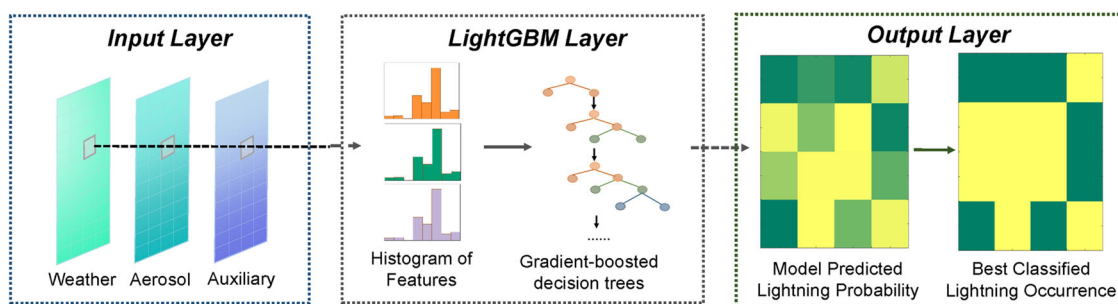 Input Layer
Weather
Aerosol
Auxiliary
LightGBM Layer
Histogram of
Features
Gradient-boosted
decision trees
......
Output Layer
Model Predicted
Lightning Probability
Best Classified
Lightning Occurrence